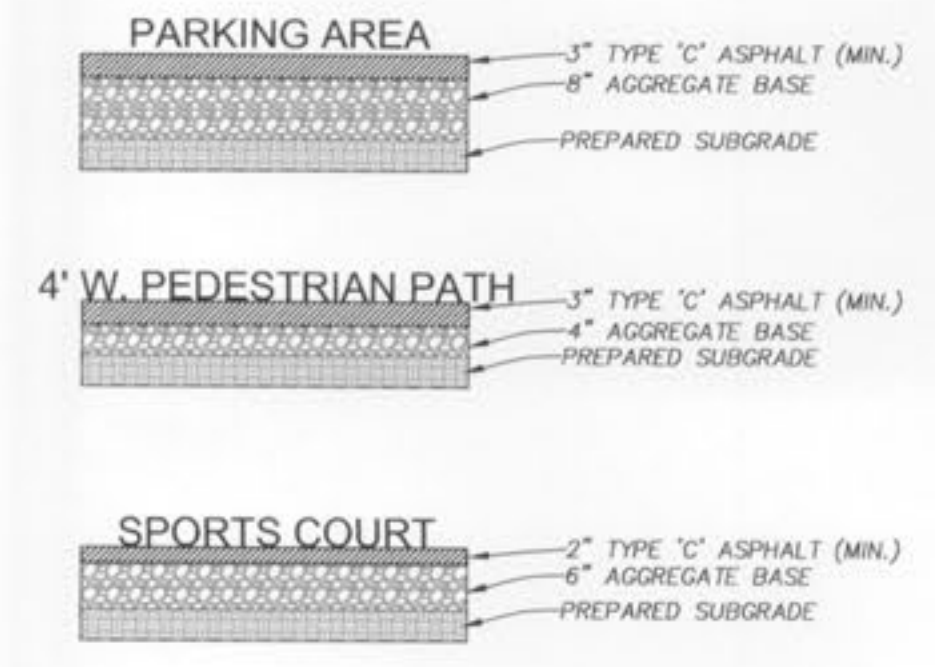 PARKING AREA
3" TYPE 'C' ASPHALT (MIN.)
8" AGGREGATE BASE
PREPARED SUBGRADE
4' W. PEDESTRIAN PATH
3" TYPE 'C' ASPHALT (MIN.)
4" AGGREGATE BASE
PREPARED SUBGRADE
SPORTS COURT
2" TYPE 'C' ASPHALT (MIN.)
6" AGGREGATE BASE
PREPARED SUBGRADE